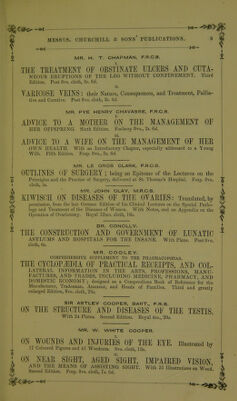 MESSRS. CHURCHILL & SONS' PUBLICATIONS. 9
MR. H. T. CHAPMAN, F.R.C.S.
I.
THE TREATMENT OF OBSTINATE ULCERS AND CUTA-
NEOUS ERUPTIONS OF THE LEG WITHOUT CONFINEMENT. Third
Edition. Post 8vo. cloth, 3s. 6d.
II.
VARICOSE VEINS: their Nature, Consequences, and Treatment, Pallia-
tive and Curative. Post 8vo. cloth, 3s. 6d.
MR. PYE HENRY CHAVASSE, F.R.C.S.
I.
ADVICE TO A MOTHER ON THE MANAGEMENT OF
HER OFFSPRING. Sixth Edition. Foolscap 8vo., 2s. 6d.
II.
ADVICE TO A WIFE ON THE MANAGEMENT OF HER
OWN HEALTH. With an Introductory Chapter, especially addressed to a Young
Wife. Fifth Edition. Fcap. 8vo., 2s. 6d.
MR. LE GROS CLARK, F.R.C.S.
OUTLINES OF SURGERY; being an Epitome of the Lectures on the
Principles and the Practice of Surgery, delivered at St. Thomas's Hospital. Fcap. 8vo.
cloth, 5s.
MR. JOHN CLAY, M.R.C.S.
KIWISCH ON DISEASES OF THE OVARIES: Translated, by
permission, from the last German Edition of his Clinical Lectures on the Special Patho-
logy and Treatment of the Diseases of Women. With Notes, and an Appendix on the
Operation of Ovariotomy. Royal 12mo. cloth, 16s.
DR. CONOLLY.
THE CONSTRUCTION AND GOVERNMENT OF LUNATIC
ASYLUMS AND HOSPITALS FOR THE INSANE. With Plans. Post 8vo.
cloth, 6s.
MR. COOLEY.
COMPREHENSIVE SUPPLEMENT TO THE PHARMACOPŒIAS.
THE CYCLOPÆDIA OF PRACTICAL RECEIPTS, AND COL-
LATERAL INFORMATION IN THE ARTS, PROFESSIONS, MANU-
FACTURES, AND TRADES, INCLUDING MEDICINE, PHARMACY, AND
DOMESTIC ECONOMY; designed as a Compendious Book of Reference for the
Manufacturer, Tradesman, Amateur, and Heads of Families. Third and greatly
enlarged Edition, 8vo. cloth, 26s.
SIR ASTLEY COOPER, BART., F.R.S.
ON THE STRUCTURE AND DISEASES OF THE TESTIS.
With 24 Plates. Second Edition. Royal 4to., 20s.
MR. W. WHITE COOPER.
I.
ON WOUNDS AND INJURIES OF THE EYE. Illustrated by
17 Coloured Figures and 41 Woodcuts. 8vo. cloth, 12s.
II.
ON NEAR SIGHT, AGED SIGHT, IMPAIRED VISION,
AND THE MEANS OF ASSISTING SIGHT. With 31 Illustrations on Wood.
Second Edition. Fcap. 8vo. cloth, 7s. 6d.